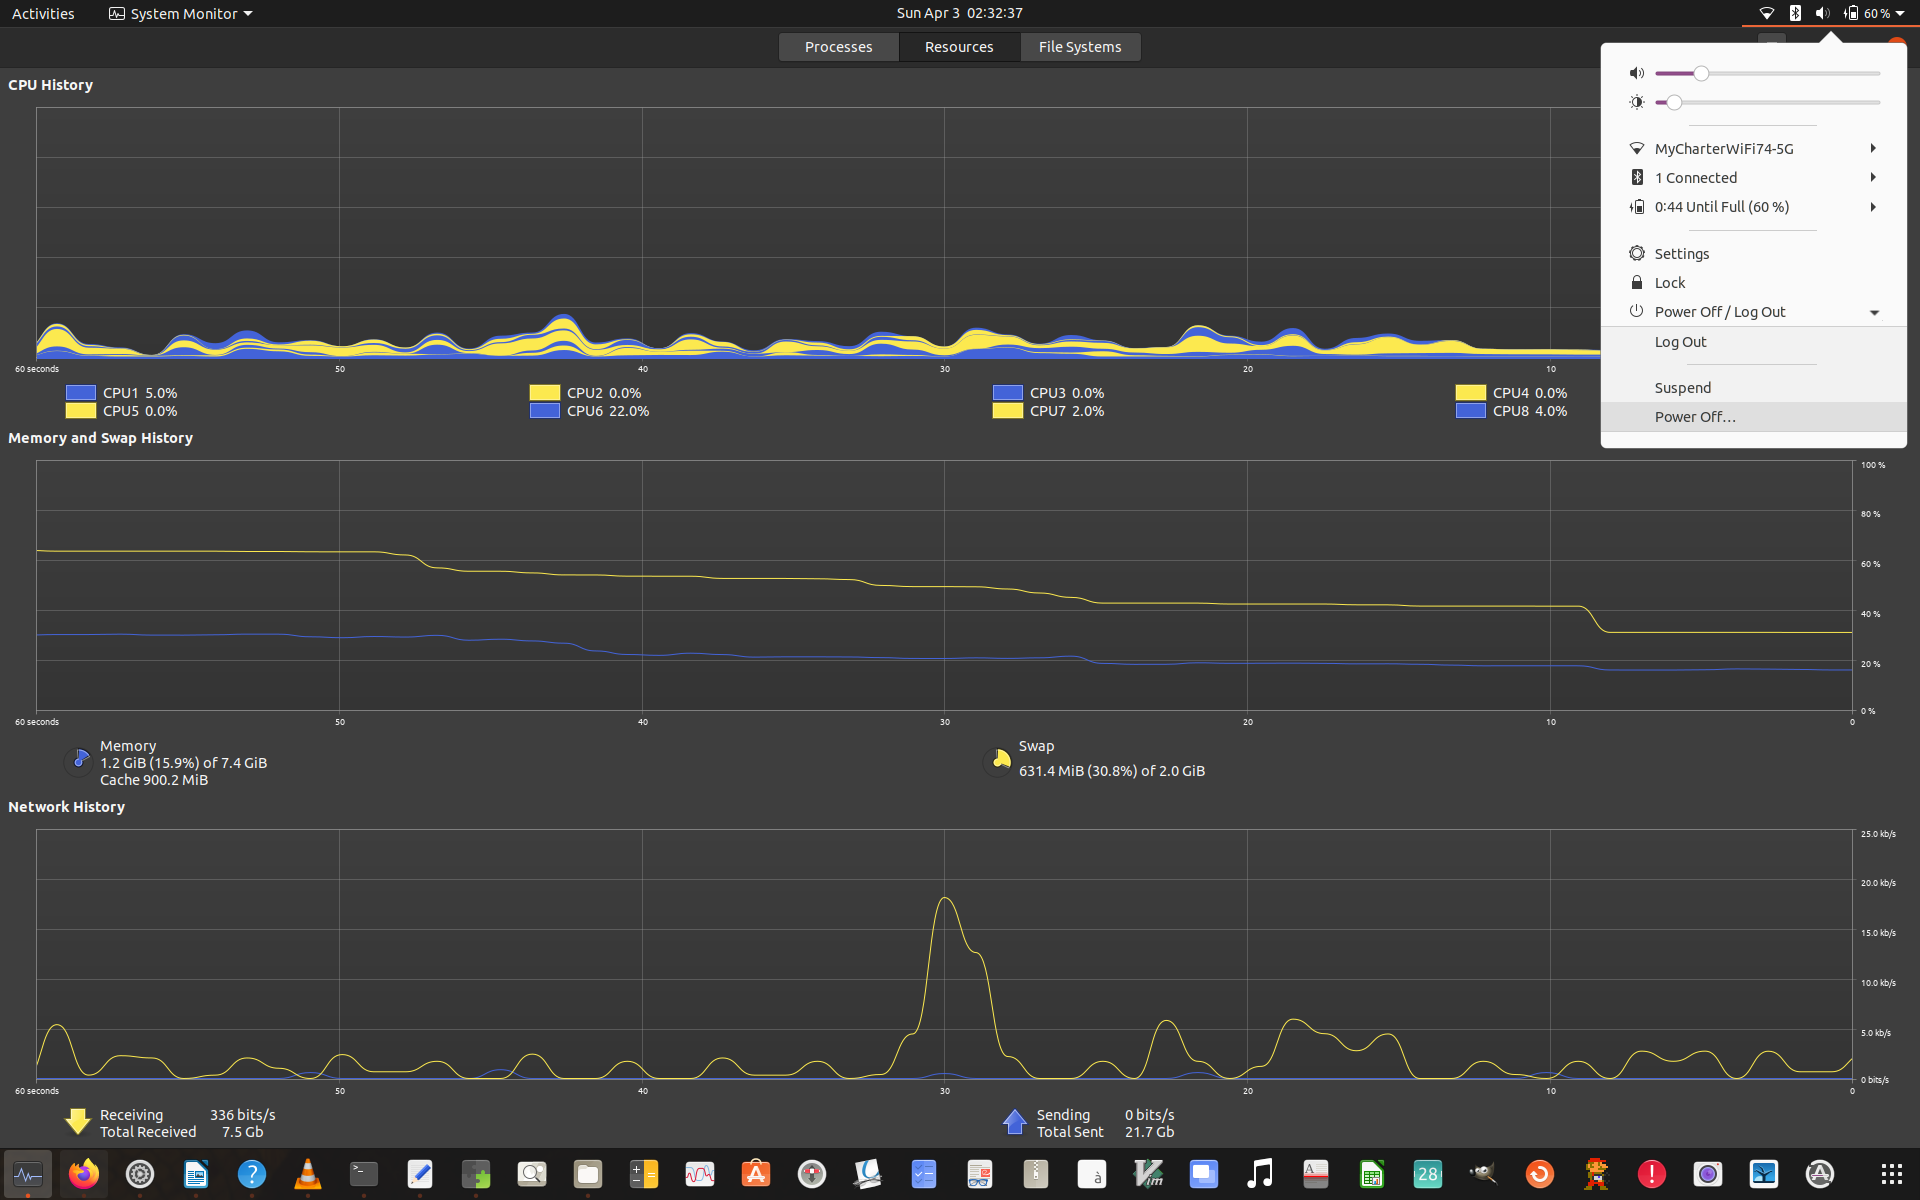 Activities
System Monitor
Sun Apr 3 02:32:37
60 %
Processes
Resources
File Systems
CPU History
60 seconds
50
40
30
20
10
CPU1 5.0%
CPU2 0.0%
CPU3 0.0%
CPU4 0.0%
CPU5 0.0%
CPU6 22.0%
CPU7 2.0%
CPU8 4.0%
MyCharterWiFi74-5G
1 Connected
0:44 Until Full (60 %)
Settings
Lock
Power Off / Log Out
Log Out
Suspend
Power Off...
Memory and Swap History
100 %
80 %
60 %
40 %
20 %
0 %
60 seconds
50
40
30
20
10
0
Memory
1.2 GiB (15.9%) of 7.4 GiB
Cache 900.2 MiB
Swap
631.4 MiB (30.8%) of 2.0 GiB
Network History
25.0 kb/s
20.0 kb/s
15.0 kb/s
10.0 kb/s
5.0 kb/s
0 bits/s
60 seconds
50
40
30
20
10
0
Receiving 336 bits/s
Total Received 7.5 Gb
Sending 0 bits/s
Total Sent 21.7 Gb
>_
?
à
Vim
A
28